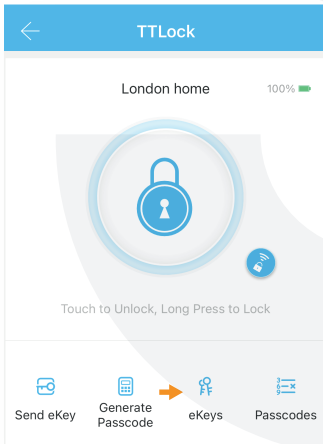 TTLock
London home
100%
Touch to Unlock, Long Press to Lock
Send eKey
Generate
Passcode
eKeys
Passcodes